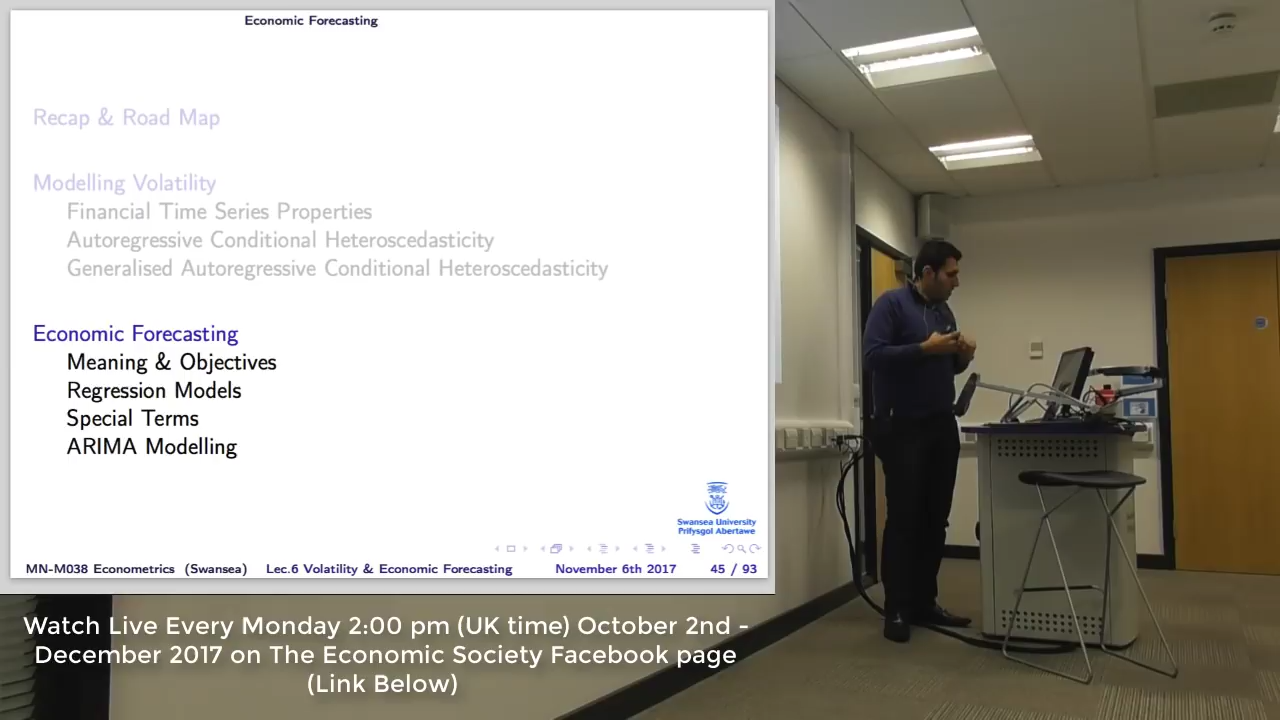 Economic Forecasting
Recap & Road Map
Modelling Volatility
Financial Time Series Properties
Autoregressive Conditional Heteroscedasticity
Generalised Autoregressive Conditional Heteroscedasticity
Economic Forecasting
Meaning & Objectives
Regression Models
Special Terms
ARIMA Modelling
Swansea University
Prifysgol Abertawe
MN-M038 Econometrics (Swansea) Lec.6 Volatility & Economic Forecasting November 6th 2017 45 / 93
Watch Live Every Monday 2:00 pm (UK time) October 2nd -
December 2017 on The Economic Society Facebook page
(Link Below)